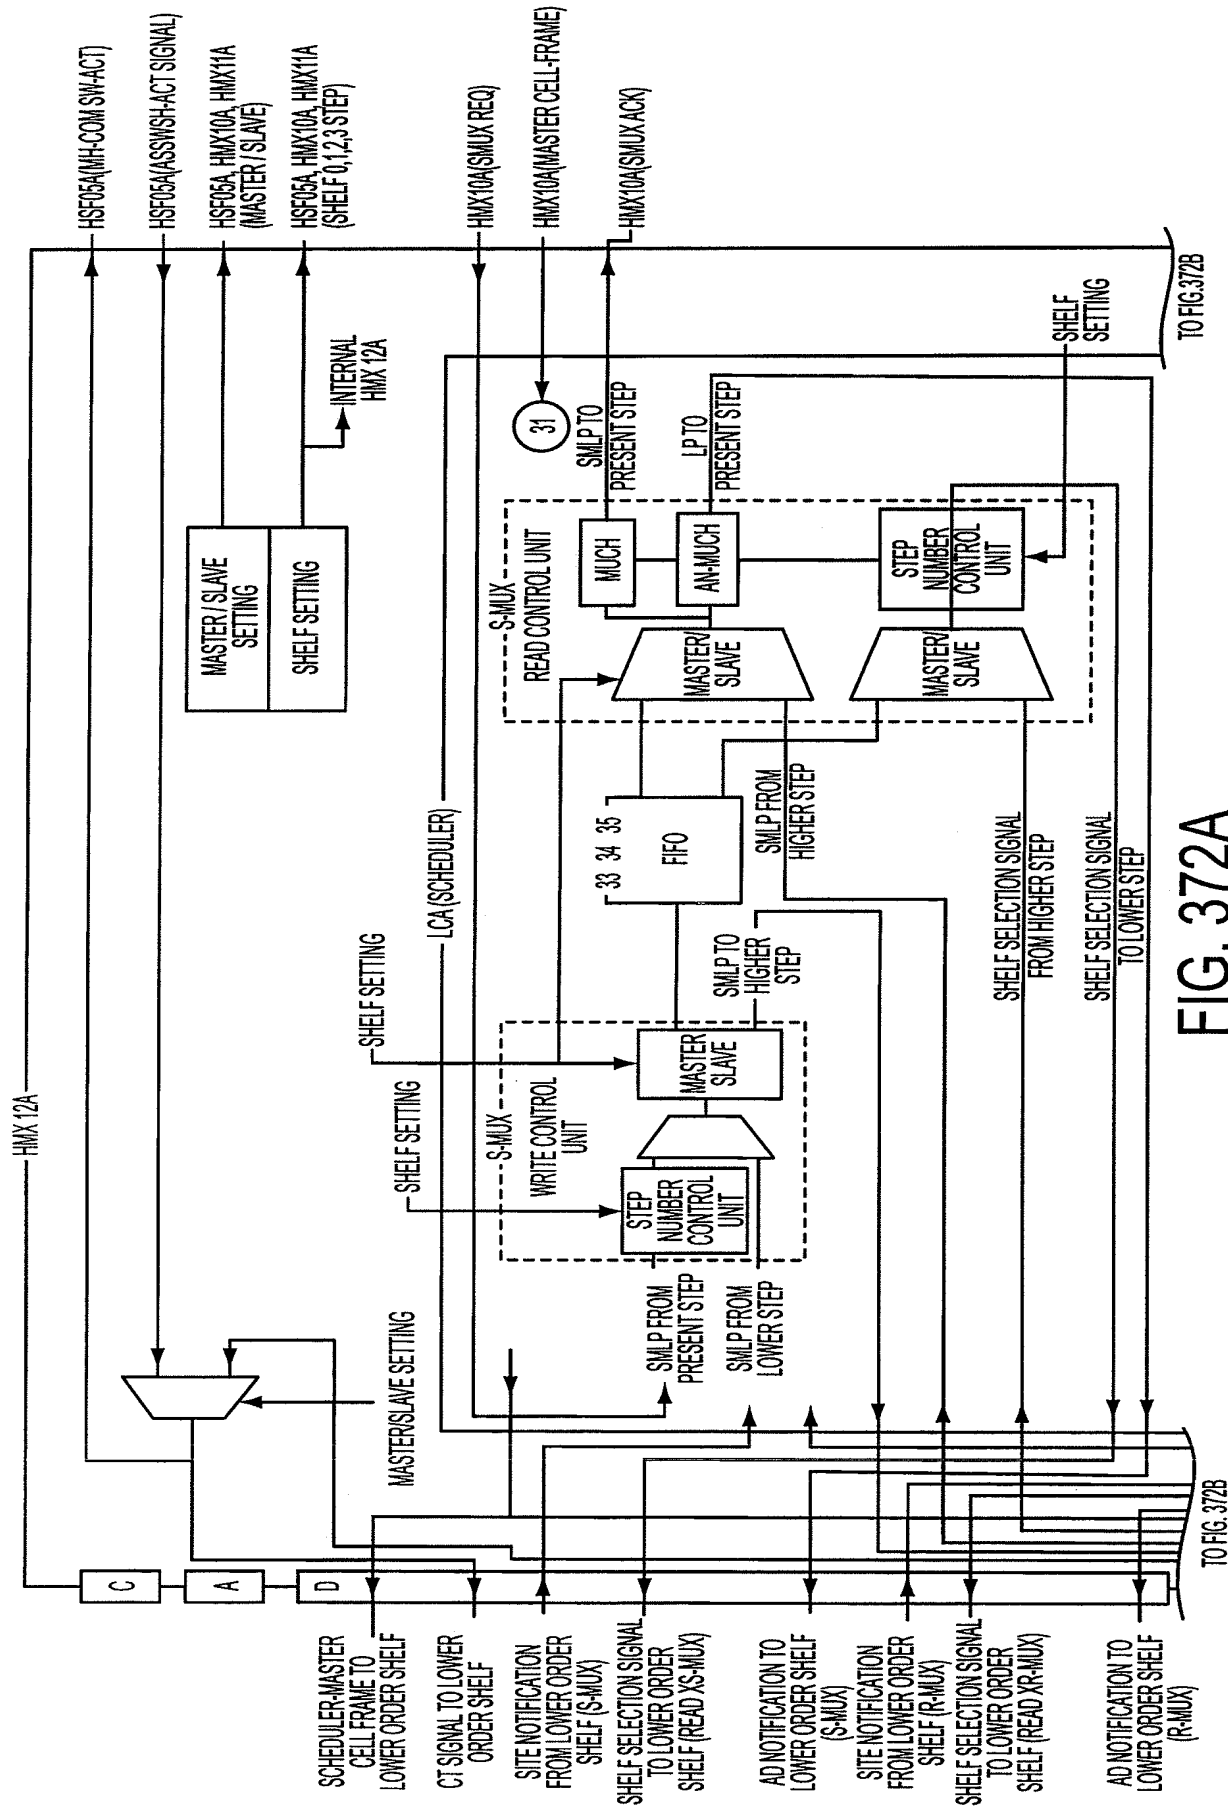 HMX 12A
HSF05A(MH-COM SW-ACT)
HSF05A(ASSWSH-ACT SIGNAL)
HSF05A, HMX10A, HMX11A
(MASTER / SLAVE)
HSF05A, HMX10A, HMX11A
(SHELF 0,1,2,3 STEP)
HMX10A(SMUX REQ)
HMX10A(MASTER CELL-FRAME)
HMX10A(SMUX ACK)
MASTER / SLAVE
SETTING
SHELF SETTING
INTERNAL
HMX 12A
MASTER/SLAVE SETTING
SHELF SETTING
SHELF SETTING
LCA (SCHEDULER)
S-MUX
WRITE CONTROL
UNIT
STEP
NUMBER
CONTROL
UNIT
MASTER
SLAVE
SMLP FROM
PRESENT STEP
SMLP FROM
LOWER STEP
SMLP TO
HIGHER
STEP
33 34 35
FIFO
SMLP FROM
HIGHER STEP
S-MUX
READ CONTROL UNIT
MASTER/
SLAVE
MUCH
AN-MUCH
MASTER/
SLAVE
STEP
NUMBER
CONTROL
UNIT
31
SMLP TO
PRESENT STEP
LP TO
PRESENT STEP
SHELF
SETTING
SHELF SELECTION SIGNAL
FROM HIGHER STEP
SHELF SELECTION SIGNAL
TO LOWER STEP
C
A
D
SCHEDULER-MASTER
CELL FRAME TO
LOWER ORDER SHELF
CT SIGNAL TO LOWER
ORDER SHELF
SITE NOTIFICATION
FROM LOWER ORDER
SHELF (S-MUX)
SHELF SELECTION SIGNAL
TO LOWER ORDER
SHELF (READ XS-MUX)
AD NOTIFICATION TO
LOWER ORDER SHELF
(S-MUX)
SITE NOTIFICATION
FROM LOWER ORDER
SHELF (R-MUX)
SHELF SELECTION SIGNAL
TO LOWER ORDER
SHELF (READ XR-MUX)
AD NOTIFICATION TO
LOWER ORDER SHELF
(R-MUX)
TO FIG. 372B
TO FIG.372B
FIG. 372A